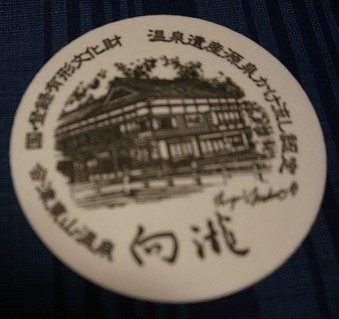 国・登録有形文化財
温泉遺産源泉かけ流し認定
会津東山温泉
向瀧